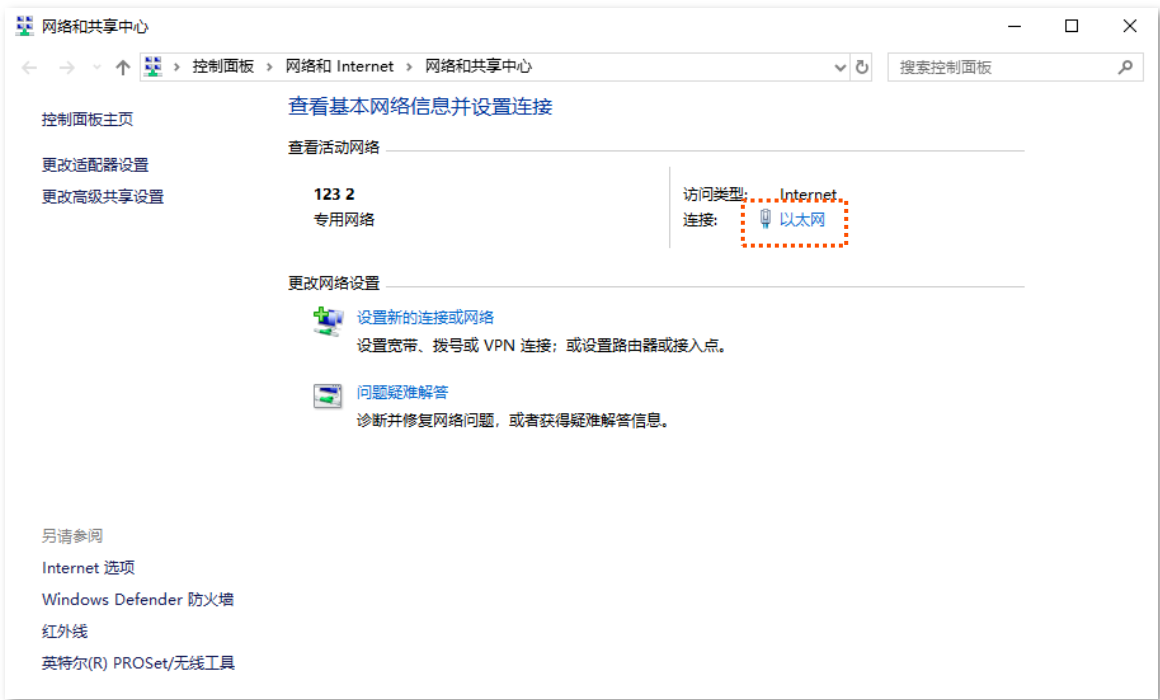 网络和共享中心
控制面板 › 网络和 Internet › 网络和共享中心
搜索控制面板
控制面板主页
更改适配器设置
更改高级共享设置
查看基本网络信息并设置连接
查看活动网络
123 2
专用网络
访问类型: Internet
连接: 以太网
更改网络设置
设置新的连接或网络
设置宽带、拨号或 VPN 连接；或设置路由器或接入点。
问题疑难解答
诊断并修复网络问题，或者获得疑难解答信息。
另请参阅
Internet 选项
Windows Defender 防火墙
红外线
英特尔(R) PROSet/无线工具